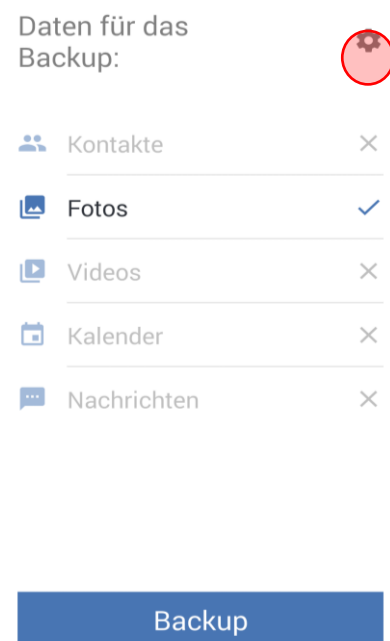 Daten für das
Backup:
Kontakte
Fotos
Videos
Kalender
Nachrichten
Backup